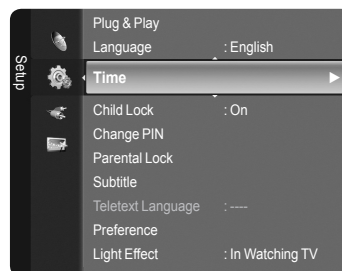 Setup
Plug & Play
Language : English
Time
Child Lock : On
Change PIN
Parental Lock
Subtitle
Teletext Language : ----
Preference
Light Effect : In Watching TV